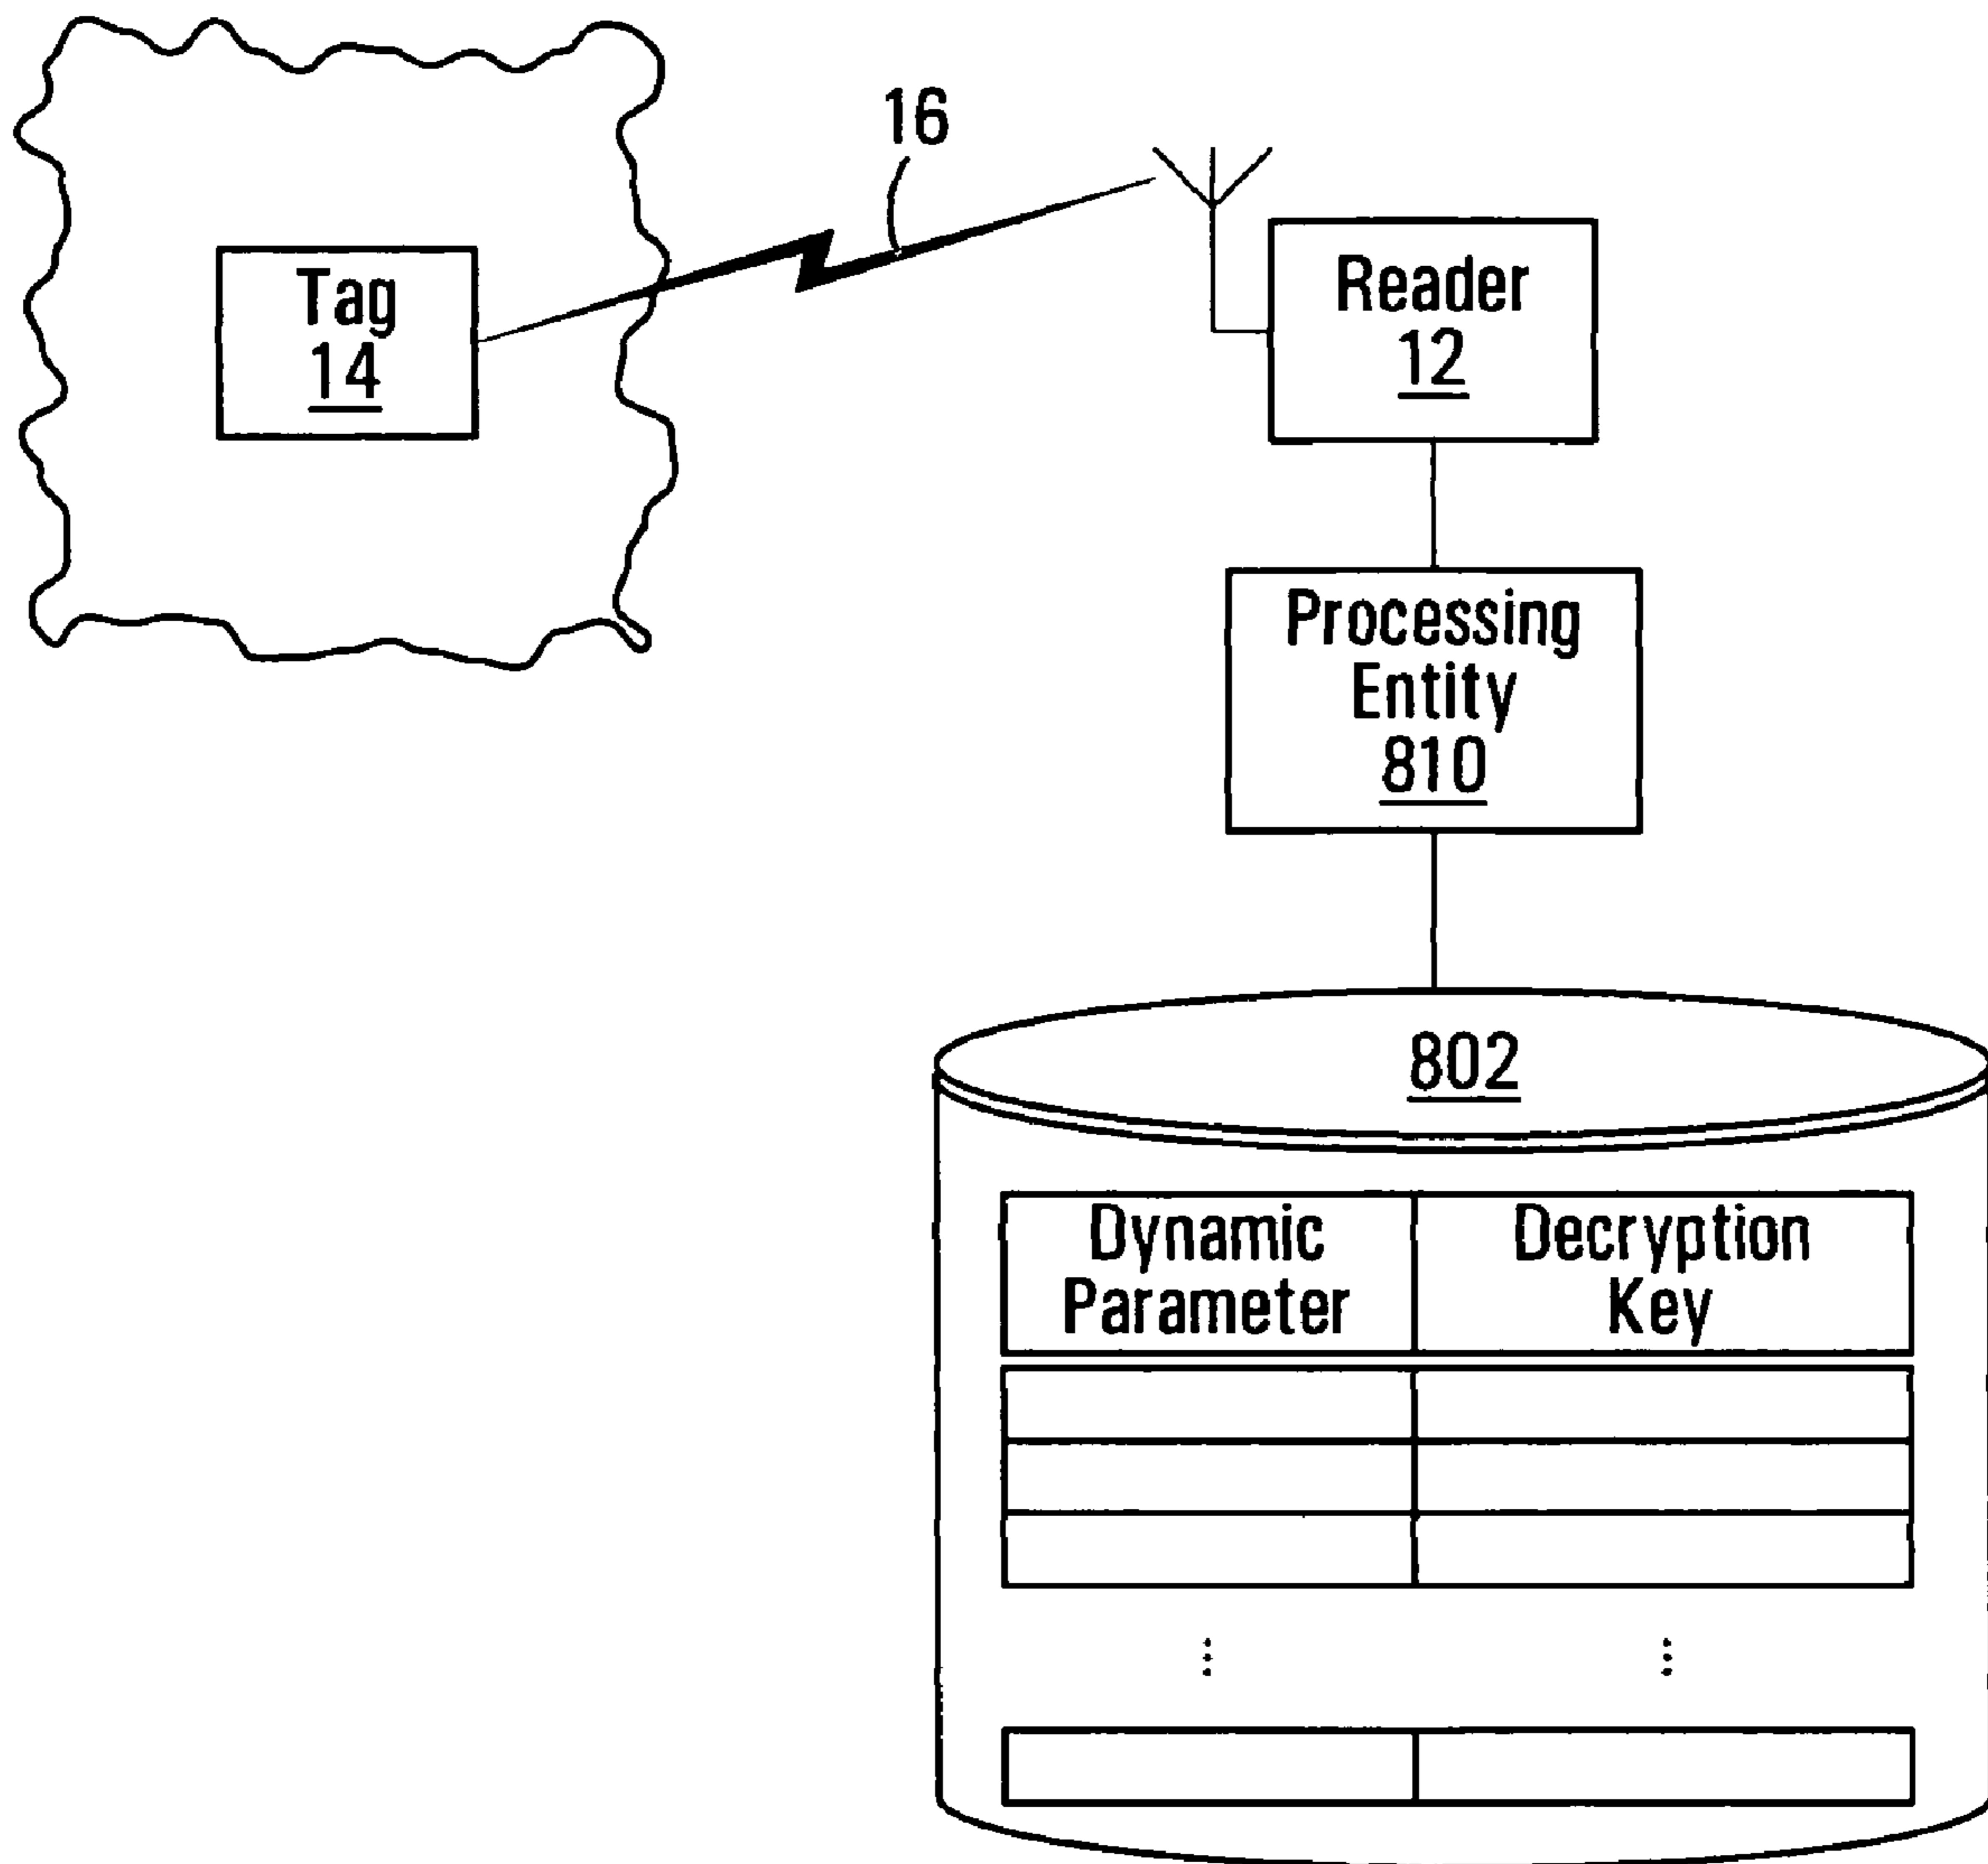 16
Tag
14
Reader
12
Processing
Entity
810
802
Dynamic
Parameter
Decryption
Key